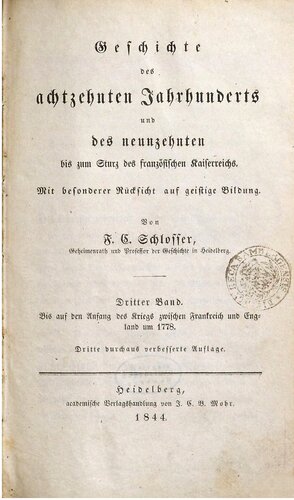 Geschichte
des
achtzehnten Jahrhunderts
und
des neunzehnten
bis zum Sturz des französischen Kaiserreichs.
Mit besonderer Rücksicht auf geistige Bildung.
Von
F. C. Schlosser,
Geheimenrath und Professor der Geschichte in Heidelberg.
Dritter Band.
Bis auf den Anfang des Kriegs zwischen Frankreich und Eng-
land um 1778.
Dritte durchaus verbesserte Auflage.
Heidelberg,
academische Verlagshandlung von J. C. B. Mohr.
1844.